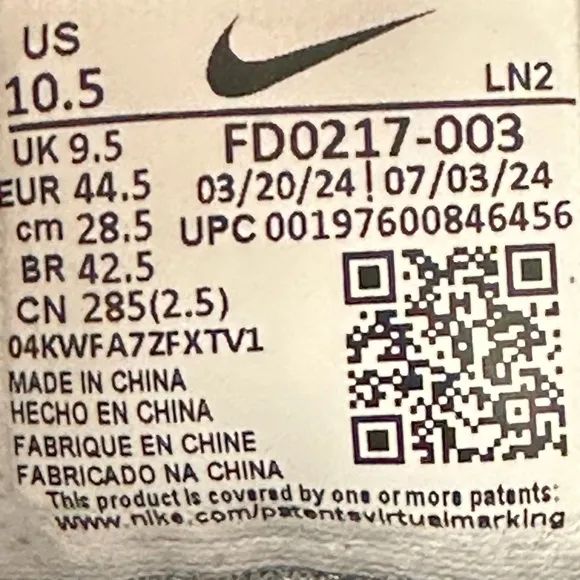 US
10.5
LN2
UK 9.5
FD0217-003
EUR 44.5
03/20/24 | 07/03/24
cm 28.5
UPC 00197600846456
BR 42.5
CN 285(2.5)
04KWFA7ZFXTV1
MADE IN CHINA
HECHO EN CHINA
FABRIQUE EN CHINE
FABRICADO NA CHINA
This product is covered by one or more patents:
www.nike.com/patentsvirtualmarking